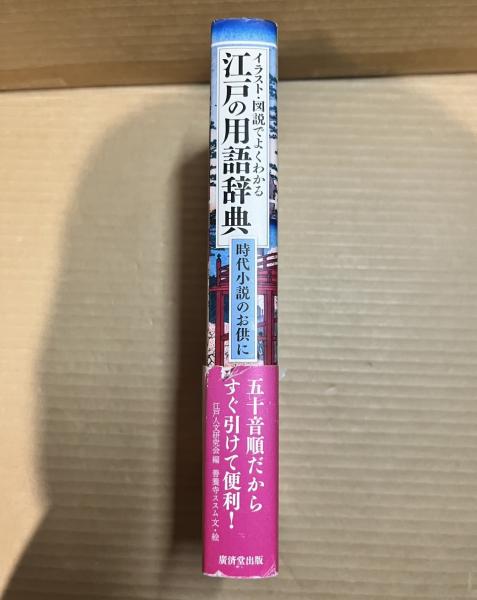 イラスト・図説でよくわかる
江戸の用語辞典
時代小説のお供に
五十音順だから
すぐ引けて便利！
江戸人文研究会 編 善養寺ススム 文・絵
廣済堂出版